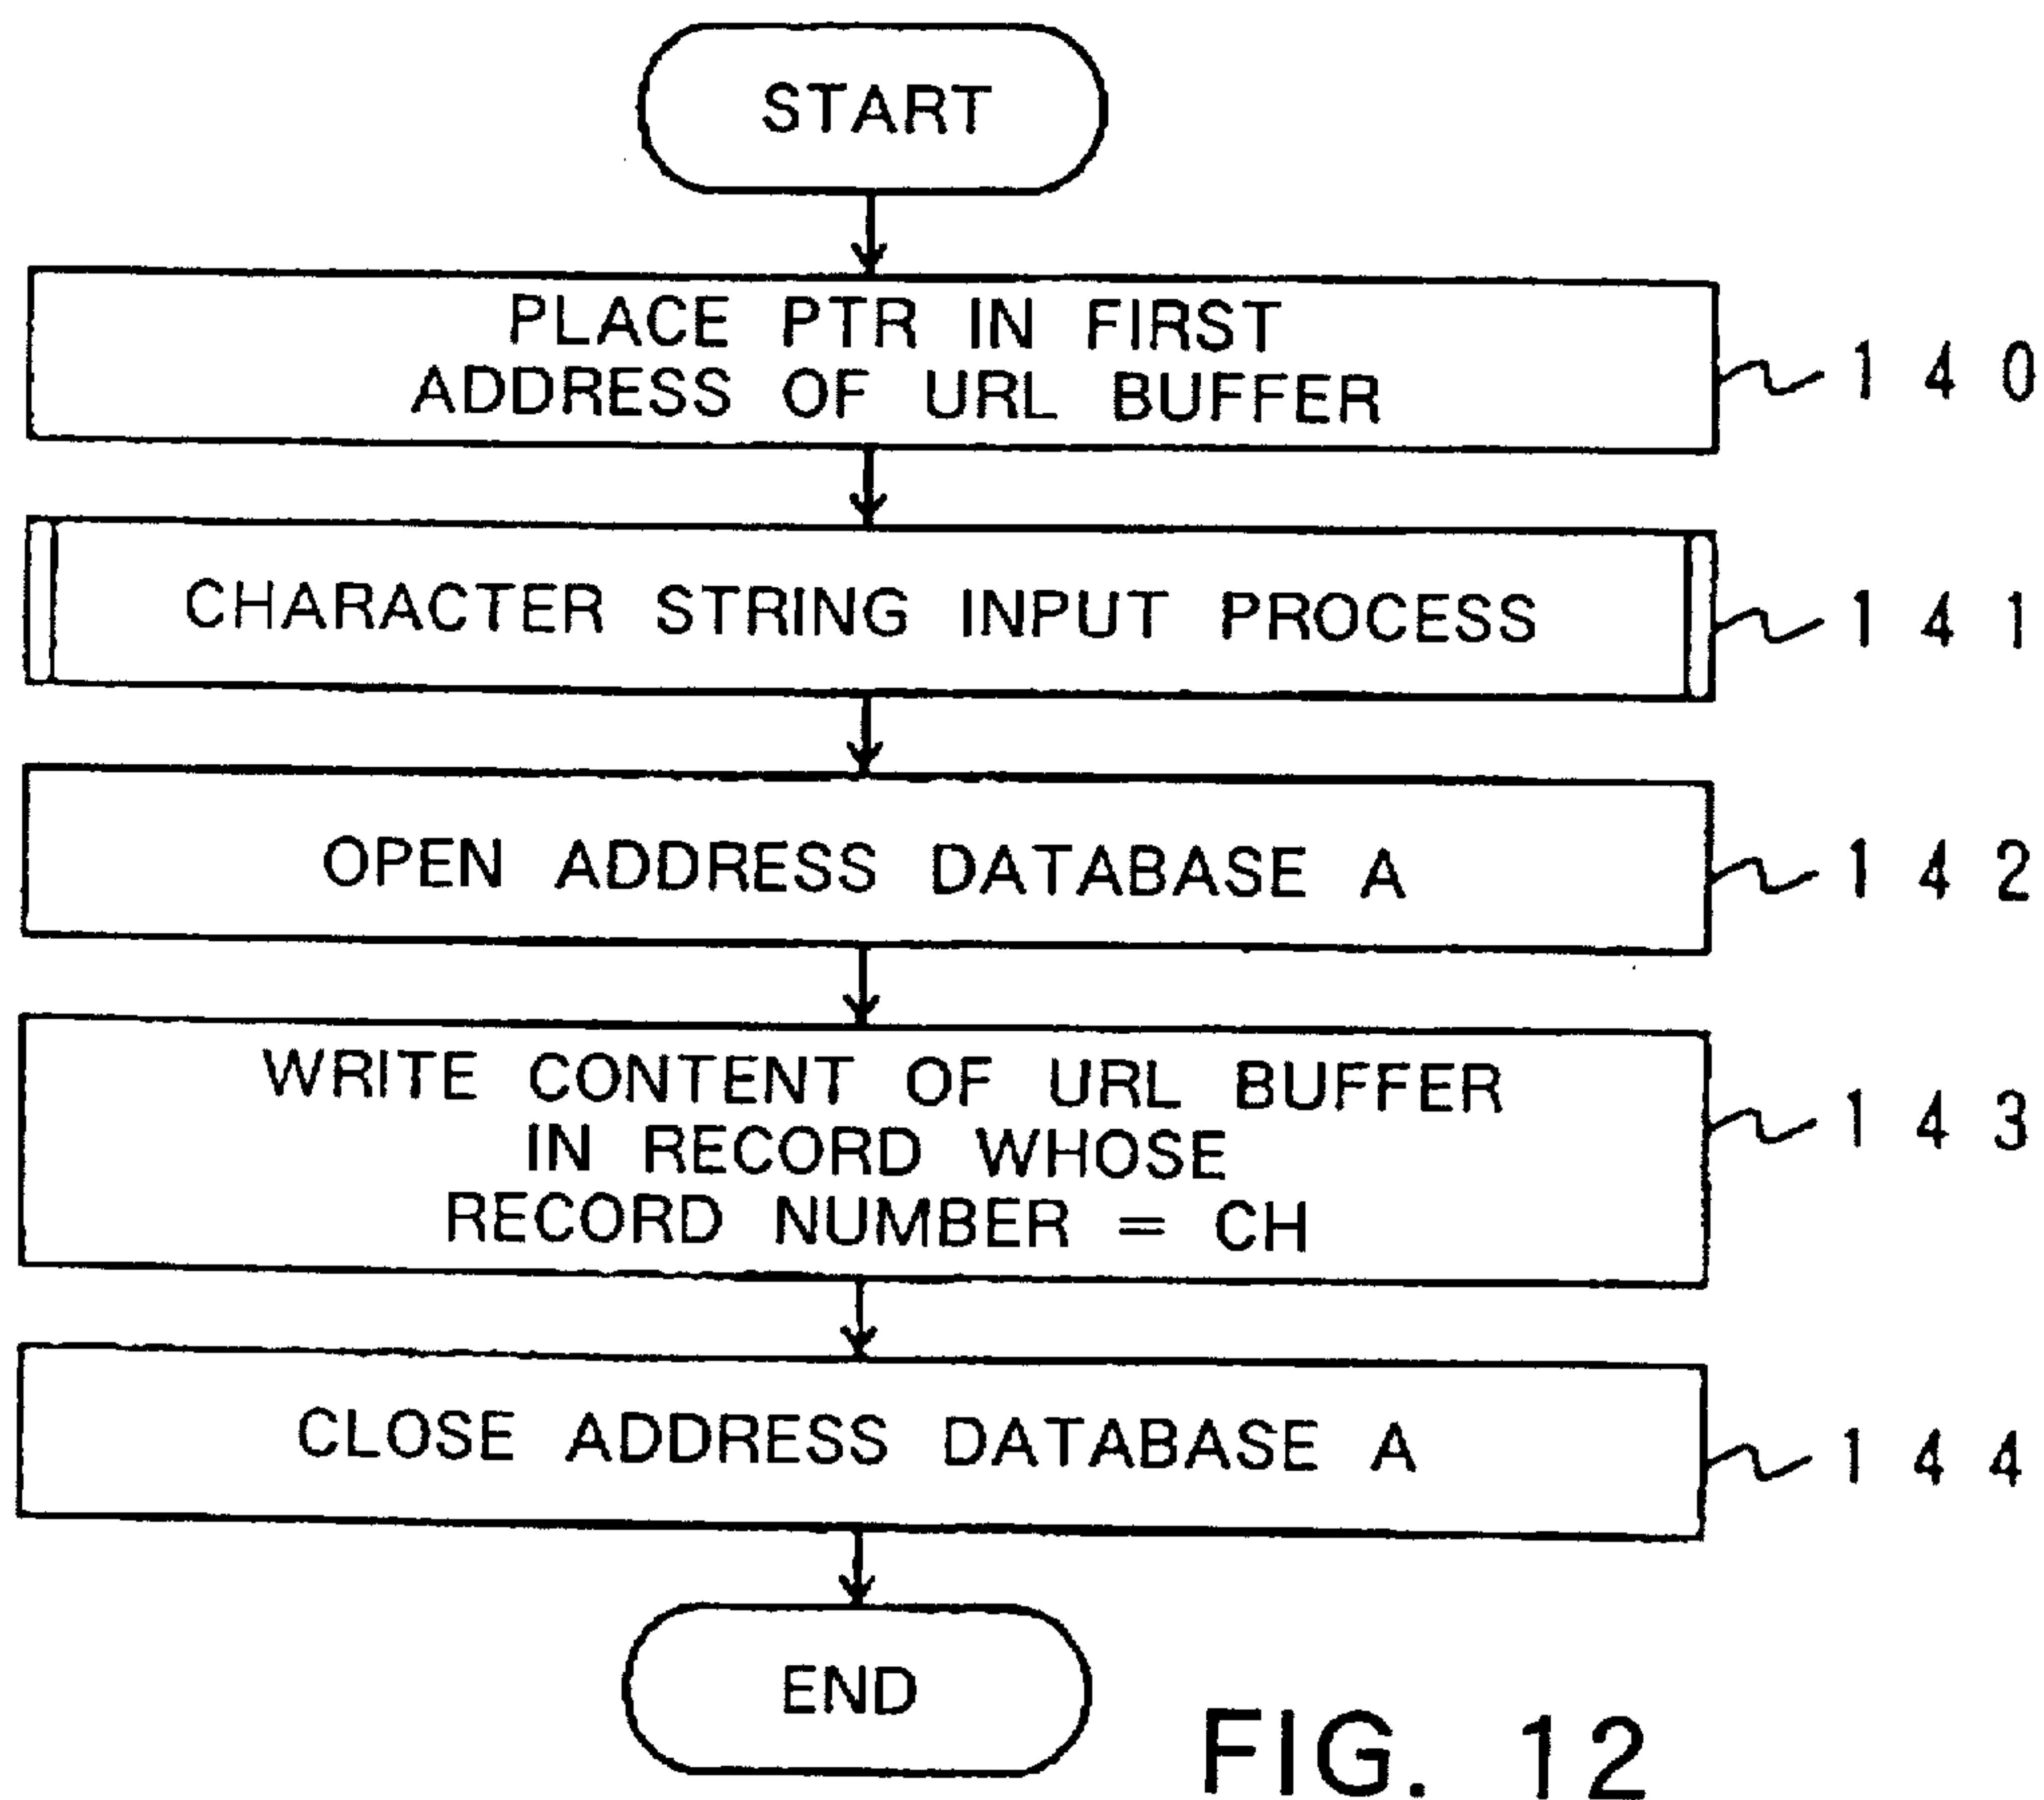 START
PLACE PTR IN FIRST
ADDRESS OF URL BUFFER
140
CHARACTER STRING INPUT PROCESS
141
OPEN ADDRESS DATABASE A
142
WRITE CONTENT OF URL BUFFER
IN RECORD WHOSE
RECORD NUMBER = CH
143
CLOSE ADDRESS DATABASE A
144
END
FIG. 12